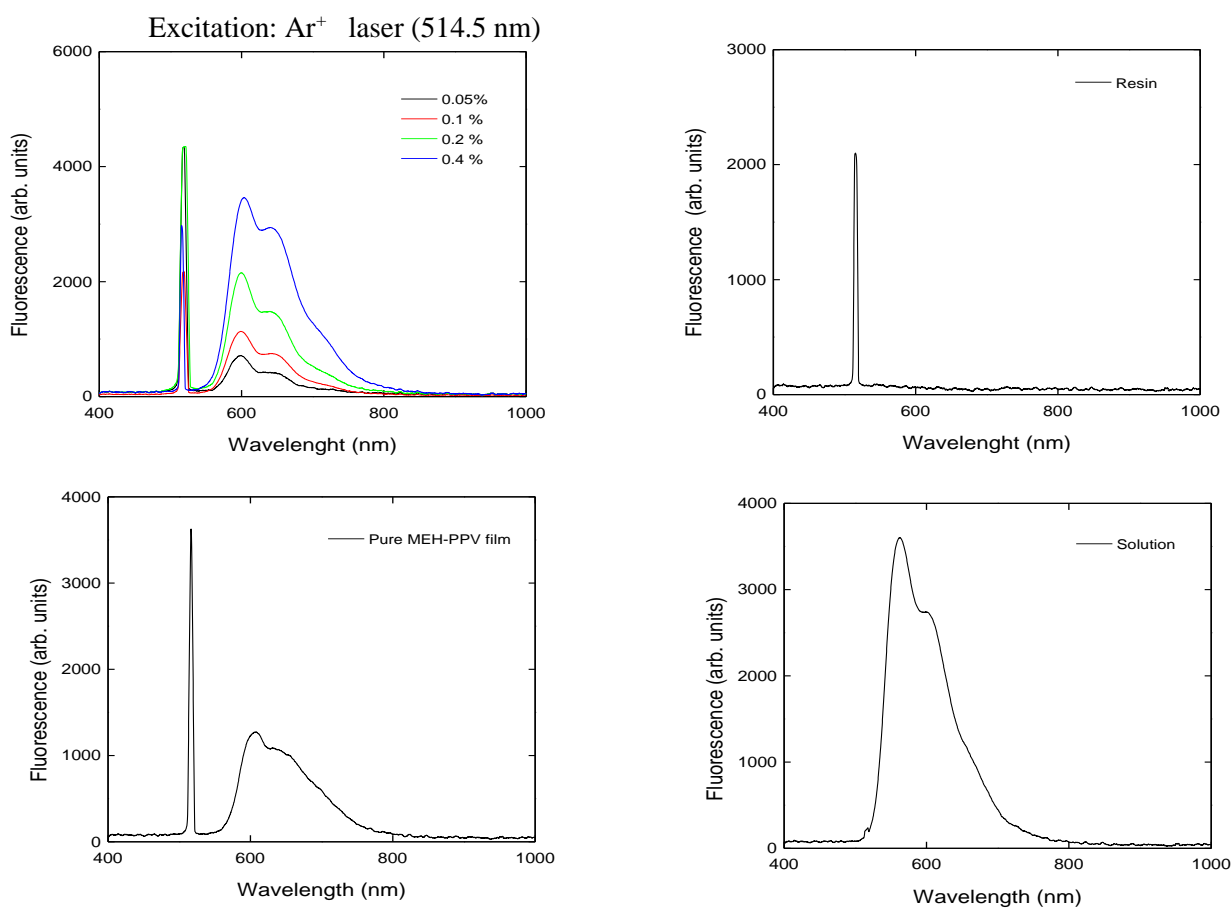 Excitation: Ar⁺ laser (514.5 nm)
6000
4000
2000
0
400 600 800 1000
Fluorescence (arb. units)
Wavelenght (nm)
0.05%
0.1 %
0.2 %
0.4 %
3000
2000
1000
0
400 600 800 1000
Fluorescence (arb. units)
Wavelenght (nm)
Resin
4000
3000
2000
1000
0
400 600 800 1000
Fluorescence (arb. units)
Wavelength (nm)
Pure MEH-PPV film
4000
3000
2000
1000
0
400 600 800 1000
Fluorescence (arb. units)
Wavelength (nm)
Solution